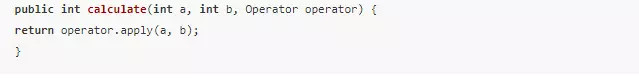 public int calculate(int a, int b, Operator operator) {
return operator.apply(a, b);
}